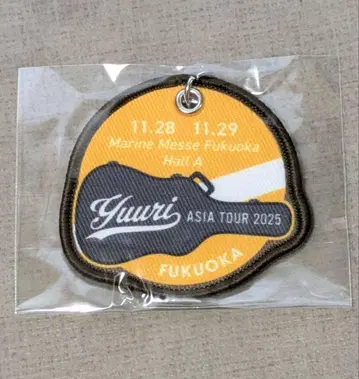 11.28 11.29
Marine Messe Fukuoka
Hall A
Yuuri ASIA TOUR 2025
FUKUOKA